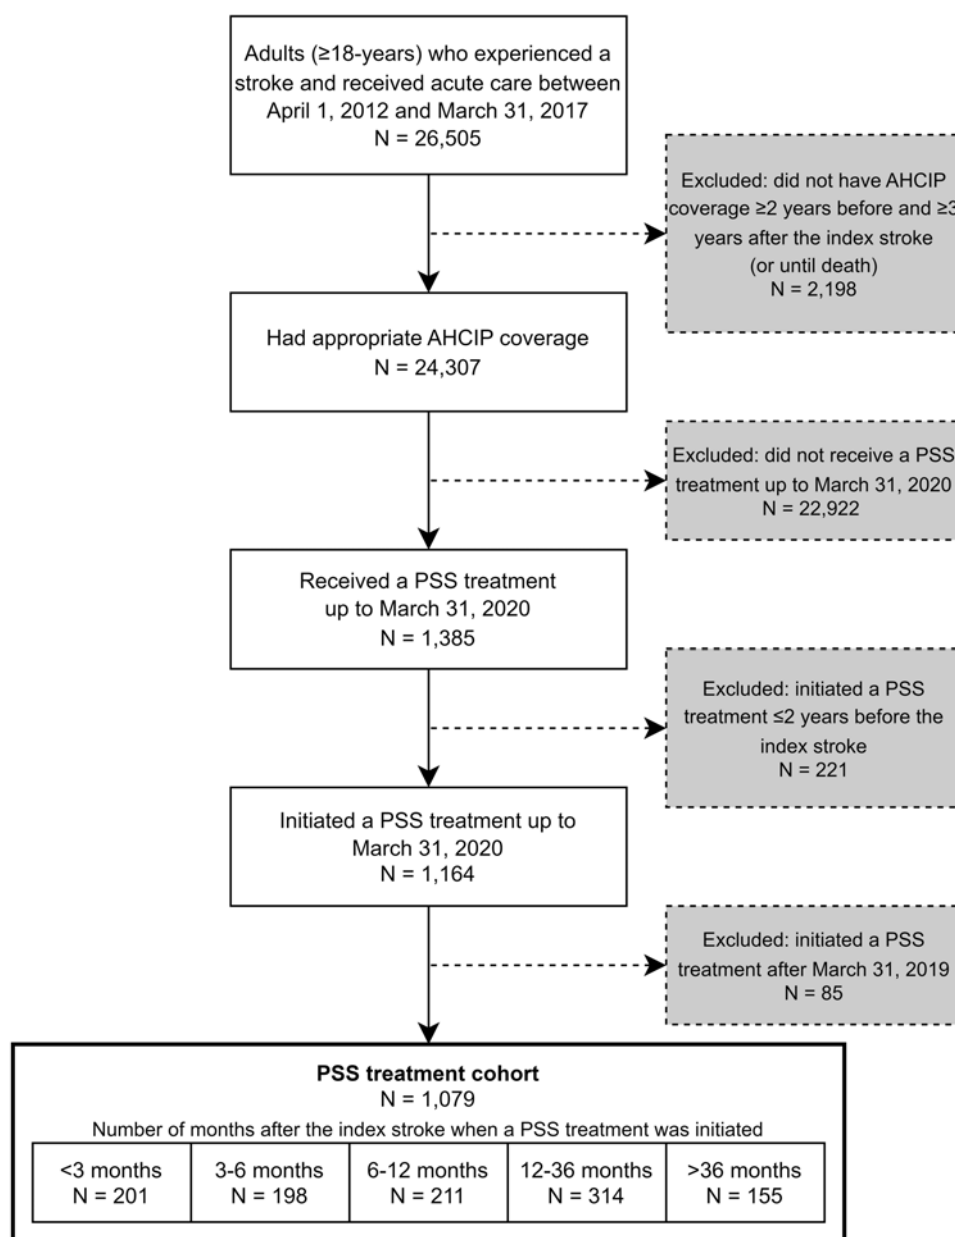 Adults (≥18-years) who experienced a
stroke and received acute care between
April 1, 2012 and March 31, 2017
N = 26,505
Excluded: did not have AHCIP
coverage ≥2 years before and ≥3
years after the index stroke
(or until death)
N = 2,198
Had appropriate AHCIP coverage
N = 24,307
Excluded: did not receive a PSS
treatment up to March 31, 2020
N = 22,922
Received a PSS treatment
up to March 31, 2020
N = 1,385
Excluded: initiated a PSS
treatment ≤2 years before the
index stroke
N = 221
Initiated a PSS treatment up to
March 31, 2020
N = 1,164
Excluded: initiated a PSS
treatment after March 31, 2019
N = 85
PSS treatment cohort
N = 1,079
Number of months after the index stroke when a PSS treatment was initiated
<3 months
N = 201
3-6 months
N = 198
6-12 months
N = 211
12-36 months
N = 314
>36 months
N = 155